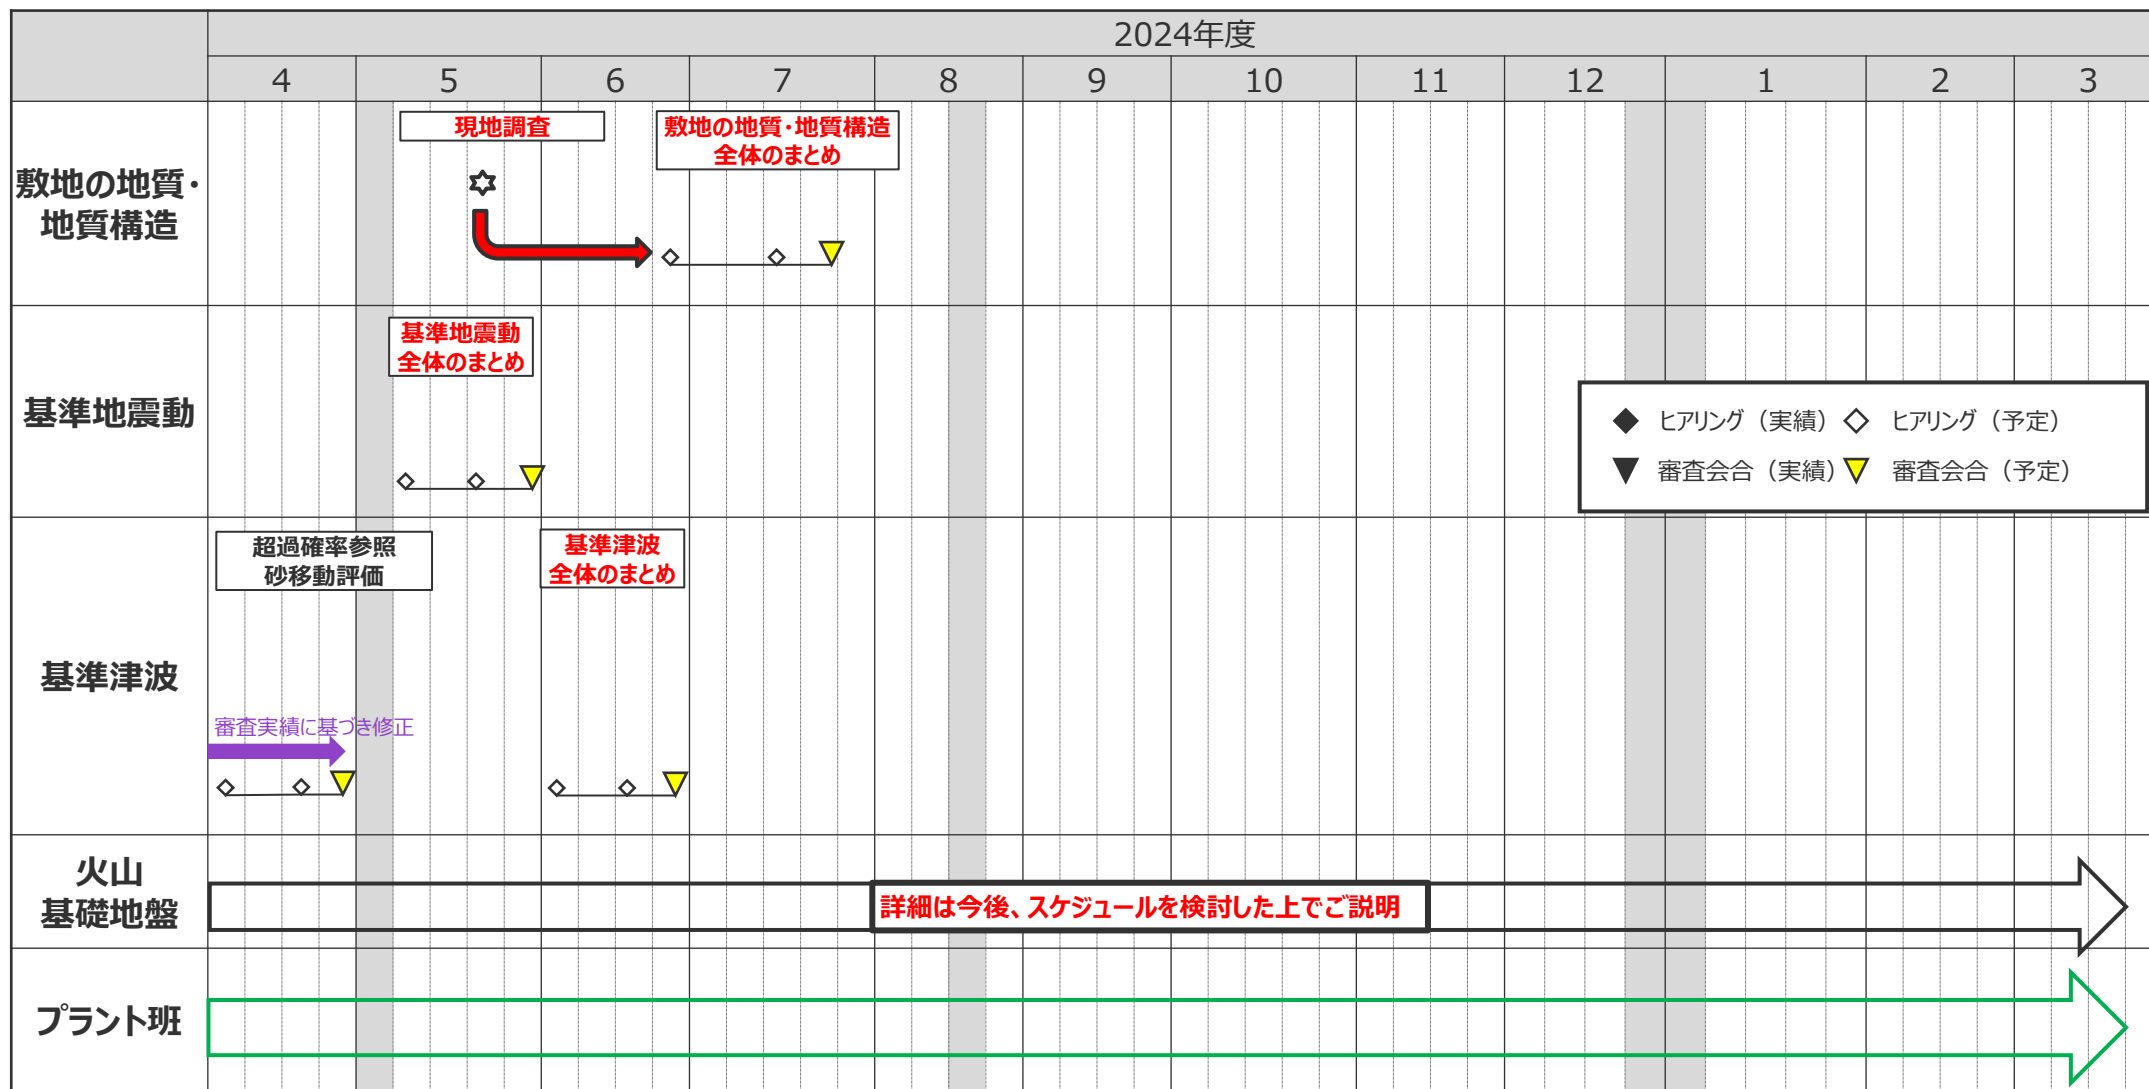 2024年度
4 5 6 7 8 9 10 11 12 1 2 3
敷地の地質・
地質構造
現地調査
敷地の地質・地質構造
全体のまとめ
基準地震動
基準地震動
全体のまとめ
◆ ヒアリング（実績） ◇ ヒアリング（予定）
▼ 審査会合（実績） ▽ 審査会合（予定）
基準津波
超過確率参照
砂移動評価
基準津波
全体のまとめ
審査実績に基づき修正
火山
基礎地盤
詳細は今後、スケジュールを検討した上でご説明
プラント班